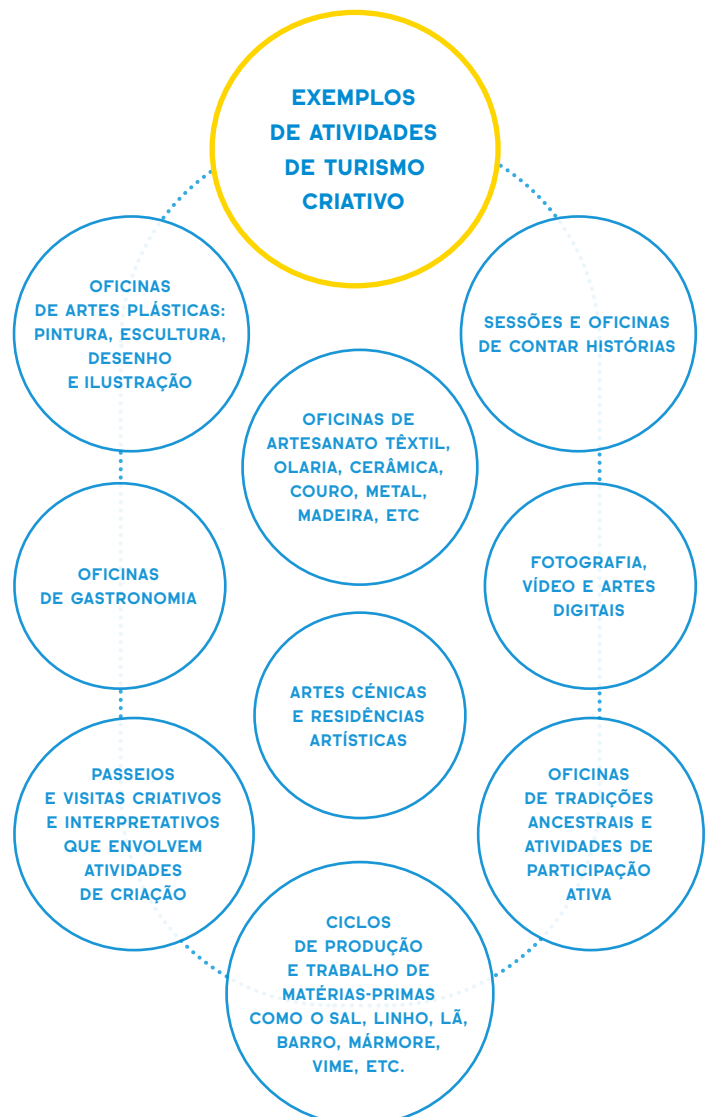 EXEMPLOS
DE ATIVIDADES
DE TURISMO
CRIATIVO
OFICINAS
DE ARTES PLÁSTICAS:
PINTURA, ESCULTURA,
DESENHO
E ILUSTRAÇÃO
SESSÕES E OFICINAS
DE CONTAR HISTÓRIAS
OFICINAS DE
ARTESANATO TÊXTIL,
OLARIA, CERÂMICA,
COURO, METAL,
MADEIRA, ETC
OFICINAS
DE GASTRONOMIA
FOTOGRAFIA,
VÍDEO E ARTES
DIGITAIS
ARTES CÉNICAS
E RESIDÊNCIAS
ARTÍSTICAS
PASSEIOS
E VISITAS CRIATIVOS
E INTERPRETATIVOS
QUE ENVOLVEM
ATIVIDADES
DE CRIAÇÃO
OFICINAS
DE TRADIÇÕES
ANCESTRAIS E
ATIVIDADES DE
PARTICIPAÇÃO
ATIVA
CICLOS
DE PRODUÇÃO
E TRABALHO DE
MATÉRIAS-PRIMAS
COMO O SAL, LINHO, LÃ,
BARRO, MÁRMORE,
VIME, ETC.